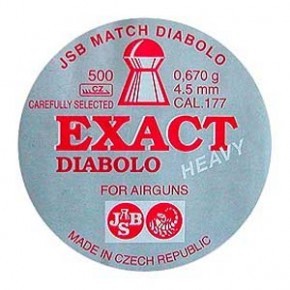 JSB MATCH DIABOLO
500
CZ
CAREFULLY SELECTED
0,670 g
4.5 mm
CAL.177
EXACT
DIABOLO
HEAVY
FOR AIRGUNS
JSB
MADE IN CZECH REPUBLIC